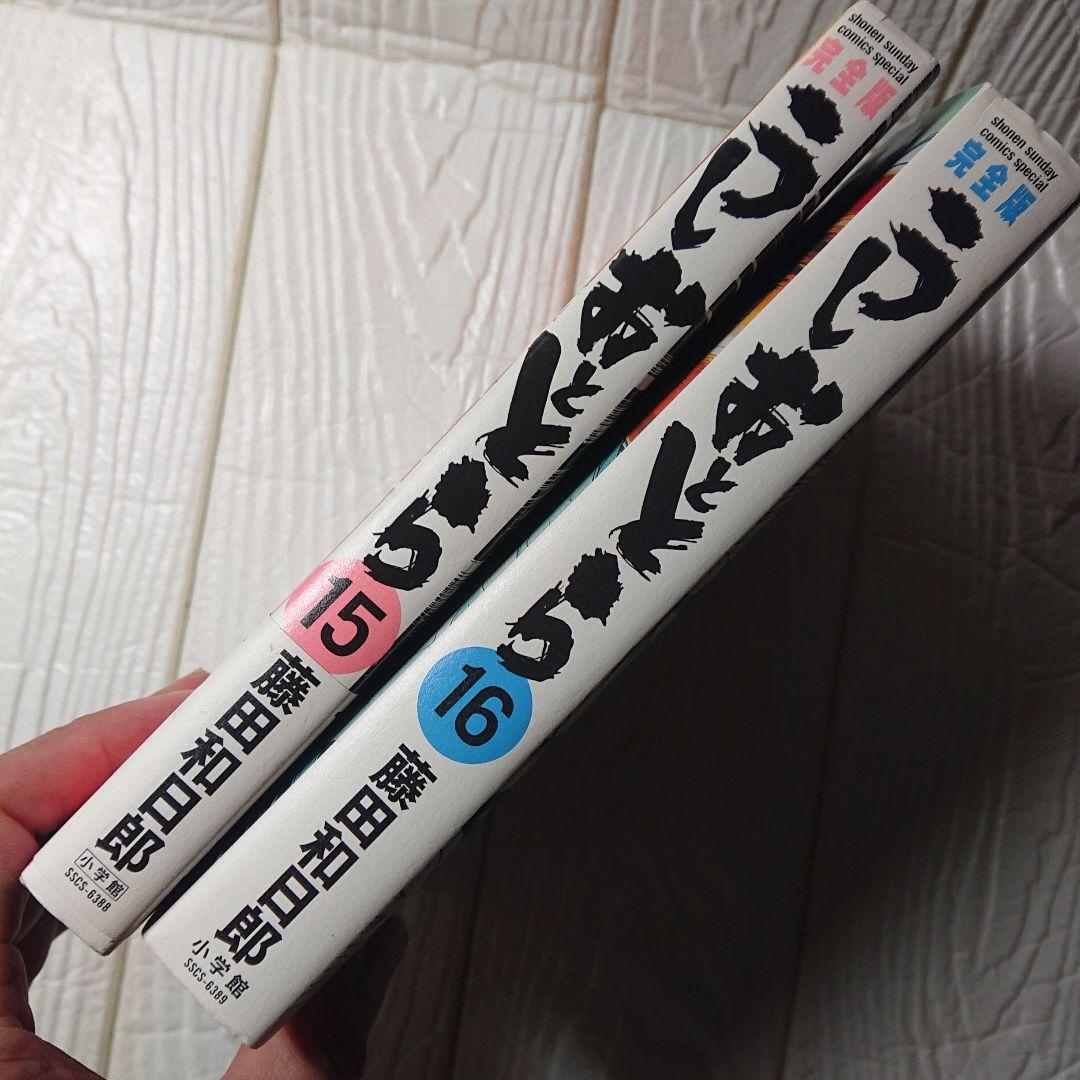 shonen sunday
comics special
完全版
うしおととら
15
藤田和日郎
小学館
SSCS-6388
shonen sunday
comics special
完全版
うしおととら
16
藤田和日郎
小学館
SSCS-6389